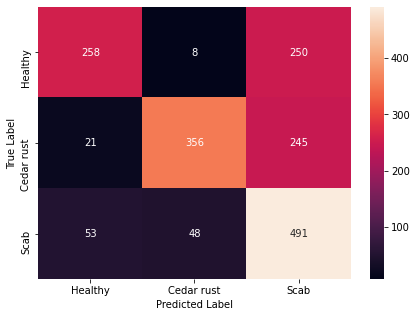 258 8 250
21 356 245
53 48 491
Healthy
Cedar rust
Scab
True Label
Healthy Cedar rust Scab
Predicted Label
400
300
200
100